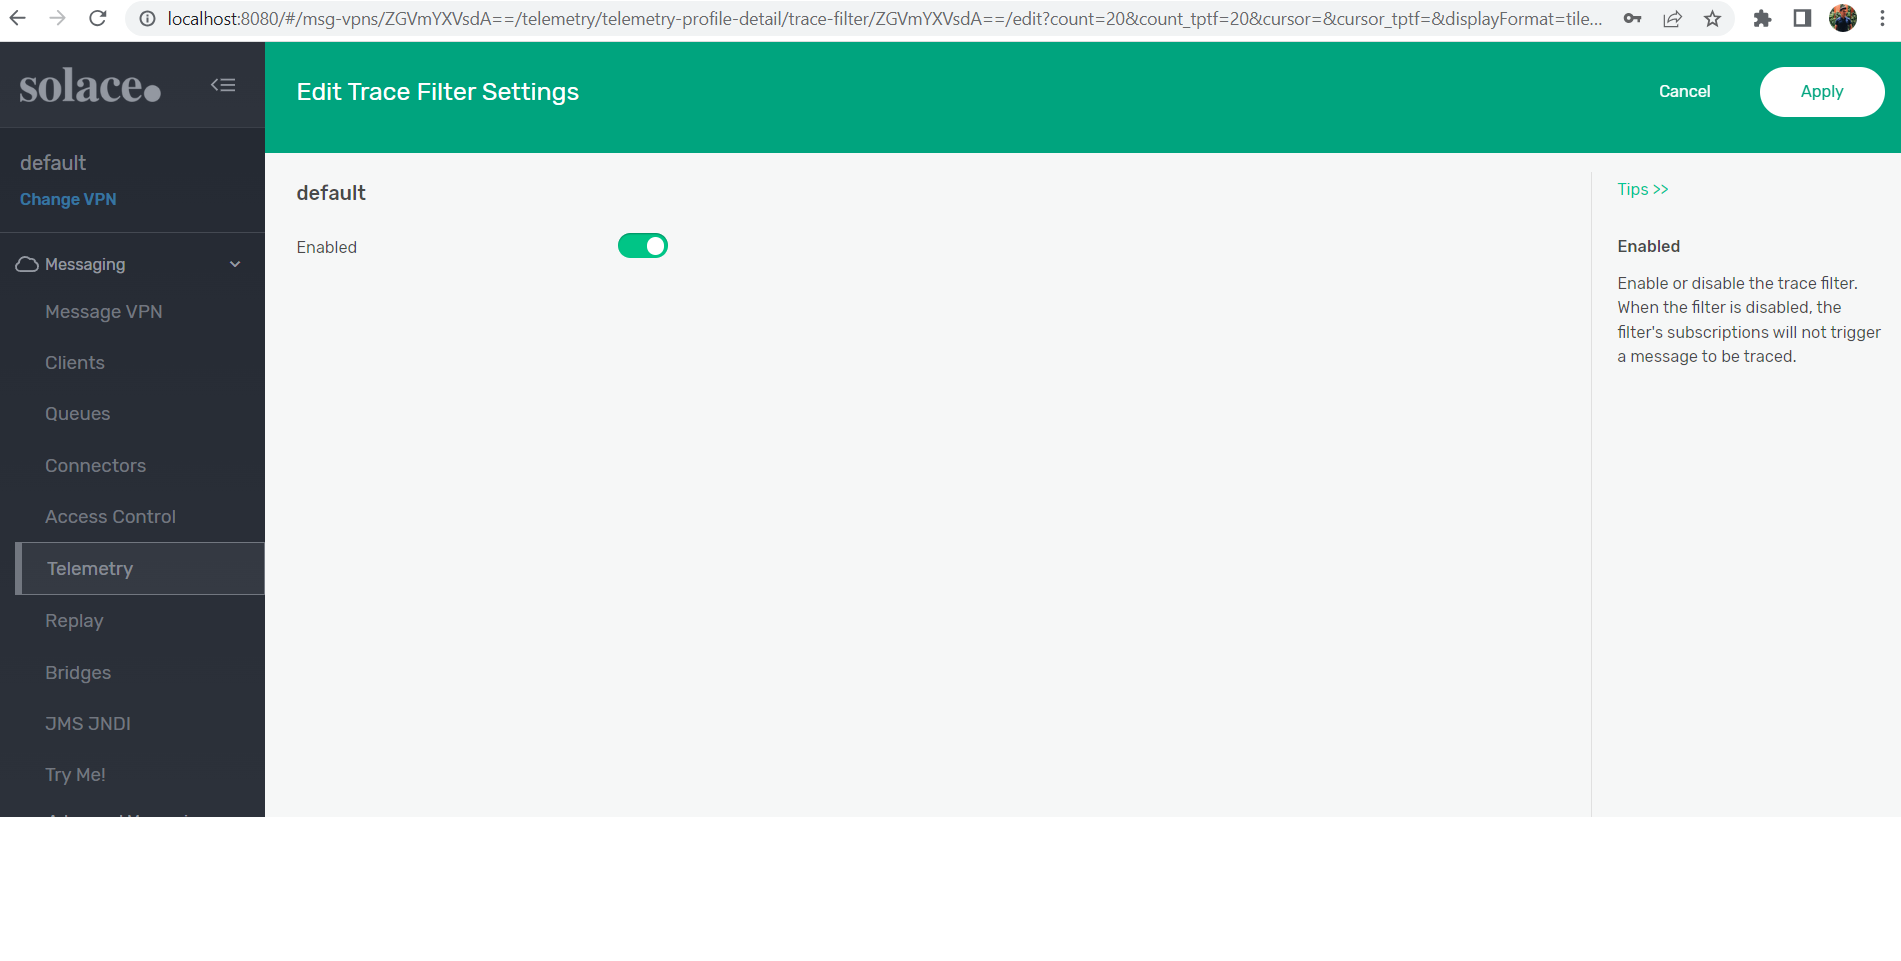 localhost:8080/#/msg-vpns/ZGVmYXVsdA==/telemetry/telemetry-profile-detail/trace-filter/ZGVmYXVsdA==/edit?count=20&count_tptf=20&cursor=&cursor_tptf=&displayFormat=tile...
solace
Edit Trace Filter Settings
Cancel
Apply
default
Change VPN
Messaging
Message VPN
Clients
Queues
Connectors
Access Control
Telemetry
Replay
Bridges
JMS JNDI
Try Me!
default
Enabled
Tips >>
Enabled
Enable or disable the trace filter.
When the filter is disabled, the
filter's subscriptions will not trigger
a message to be traced.